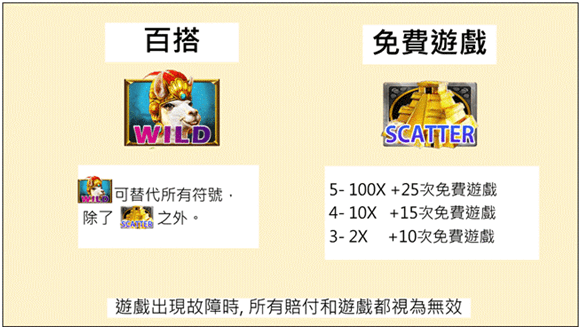 百搭
免費遊戲
WILD
SCATTER
可替代所有符號，
除了 SCATTER 之外。
5- 100X +25次免費遊戲
4- 10X +15次免費遊戲
3- 2X +10次免費遊戲
遊戲出現故障時, 所有賠付和遊戲都視為無效